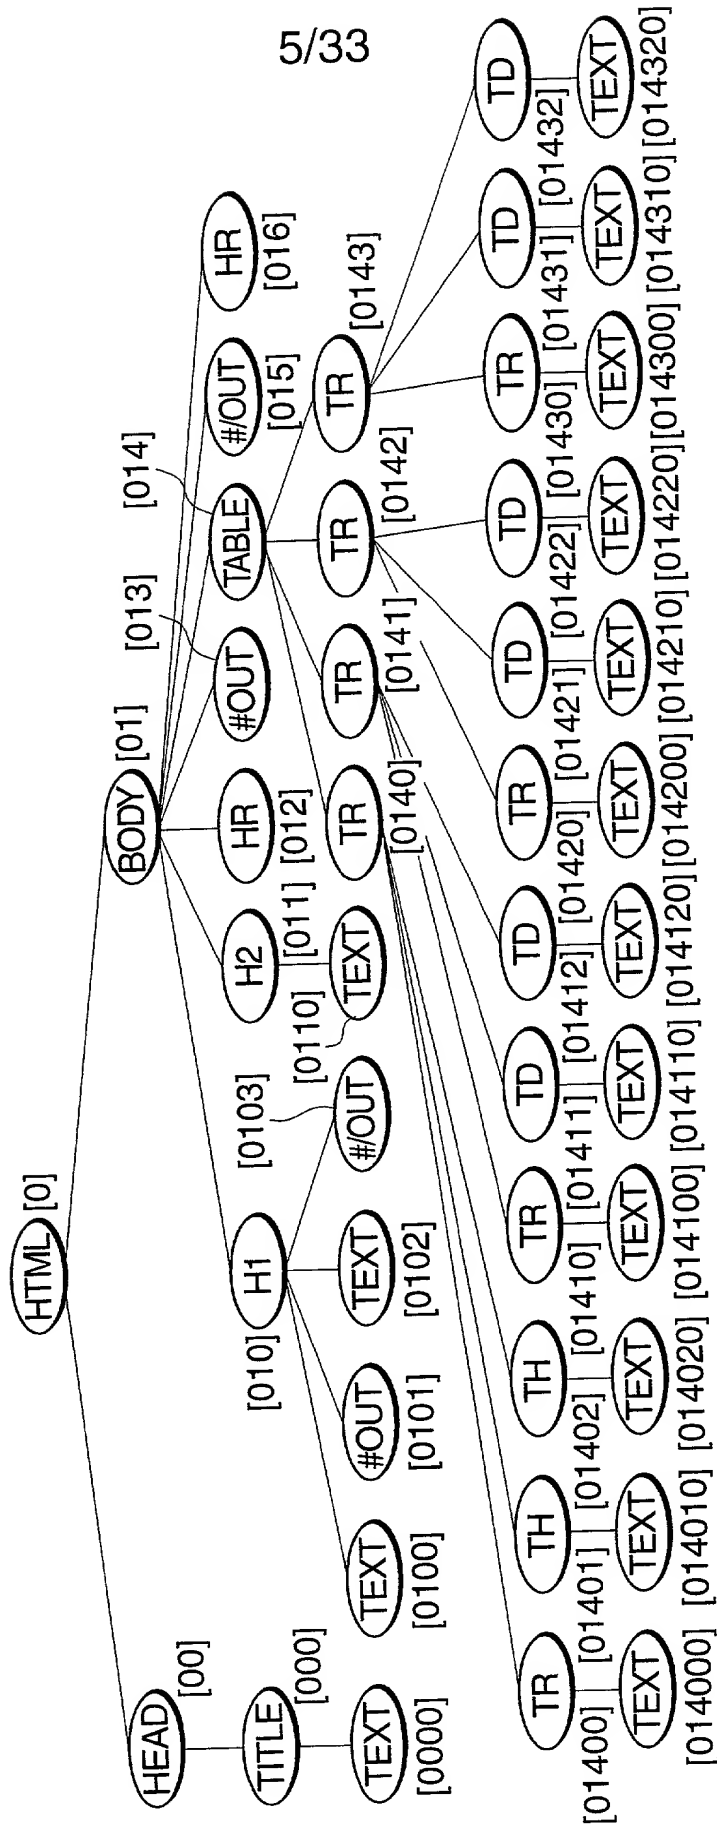 5/33
HTML [0]
HEAD [00]
BODY [01]
TITLE [000]
H1 [010]
H2 [011]
HR [012]
#OUT [013]
TABLE [014]
#/OUT [015]
HR [016]
TEXT [0000]
TEXT [0100]
#OUT [0101]
TEXT [0102]
#/OUT [0103]
TEXT [0110]
TR [0140]
TR [0141]
TR [0142]
TR [0143]
TR [01400]
TH [01401]
TH [01402]
TR [01410]
TD [01411]
TD [01412]
TR [01420]
TD [01421]
TD [01422]
TR [01430]
TD [01431]
TD [01432]
TEXT [014000]
TEXT [014010]
TEXT [014020]
TEXT [014100]
TEXT [014110]
TEXT [014120]
TEXT [014200]
TEXT [014210]
TEXT [014220]
TEXT [014300]
TEXT [014310]
TEXT [014320]